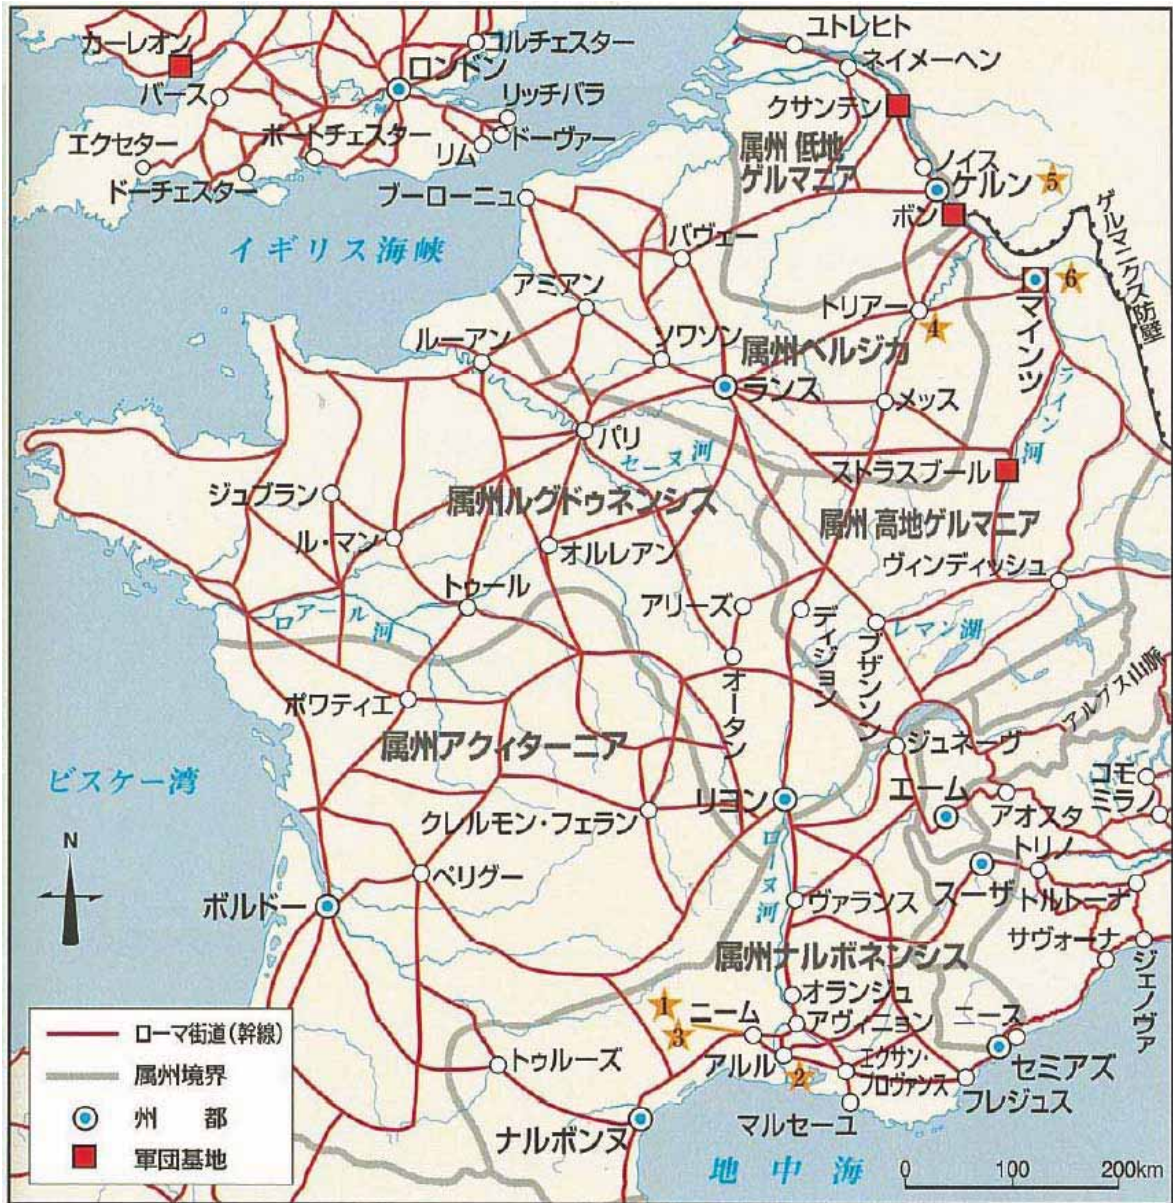 カーレオン
コルチェスター
ロンドン
バース
リッチバラ
エクセター
ポートチェスター
ドーヴァー
リム
ドーチェスター
ブーローニュ
イギリス海峡
ユトレヒト
ネイメーヘン
クサンテン
属州 低地
ゲルマニア
ノイス
ケルン
5
ボン
ゲルマニクス防壁
バヴェー
6
マインツ
アミアン
トリアー
4
ルーアン
ソワソン
属州ベルジカ
ランス
メッス
ライン河
パリ
セーヌ河
ストラスブール
ジュブラン
属州ルグドゥネンシス
属州 高地ゲルマニア
ル・マン
オルレアン
ヴィンディッシュ
トゥール
アリーズ
ディジョン
ブザンソン
レマン湖
ロアール河
オータン
アルプス山脈
ポワティエ
属州アクィターニア
ジュネーヴ
ビスケー湾
リヨン
エーム
コモ
ミラノ
クレルモン・フェラン
アオスタ
トリノ
N
ローヌ河
ペリグー
スーザ
トルトーナ
ボルドー
ヴァランス
サヴォーナ
ジェノヴァ
属州ナルボネンシス
オランジュ
1
ニーム
アヴィニョン
ニース
3
アルル
エクサン・
プロヴァンス
セミアズ
2
フレジュス
トゥルーズ
マルセーユ
ナルボンヌ
地中海
ローマ街道(幹線)
属州境界
州都
軍団基地
0 100 200km